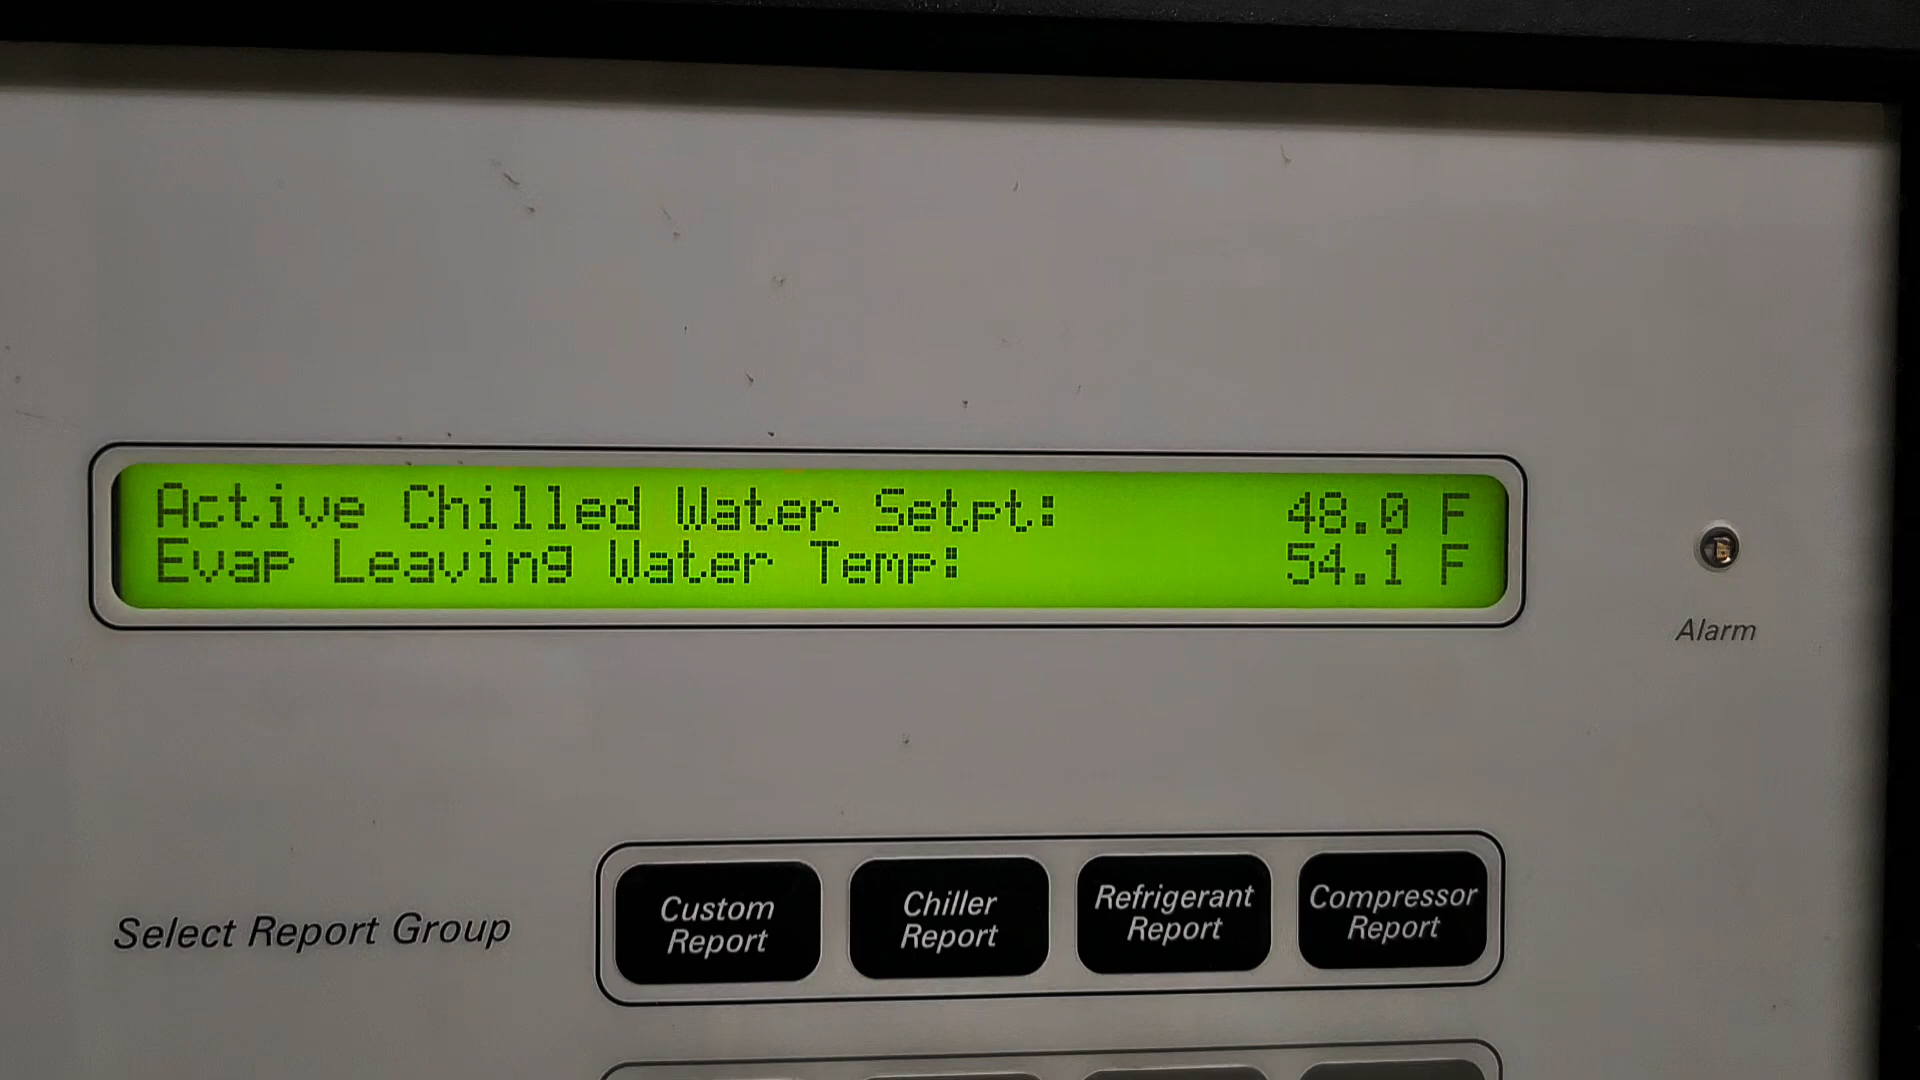 Active Chilled Water Setpt: 48.0 F
Evap Leaving Water Temp: 54.1 F
Alarm
Select Report Group
Custom
Report
Chiller
Report
Refrigerant
Report
Compressor
Report